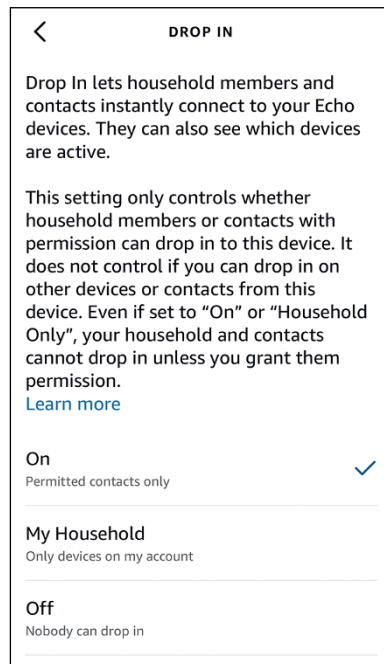 DROP IN
Drop In lets household members and
contacts instantly connect to your Echo
devices. They can also see which devices
are active.
This setting only controls whether
household members or contacts with
permission can drop in to this device. It
does not control if you can drop in on
other devices or contacts from this
device. Even if set to “On” or “Household
Only”, your household and contacts
cannot drop in unless you grant them
permission.
Learn more
On
Permitted contacts only
My Household
Only devices on my account
Off
Nobody can drop in